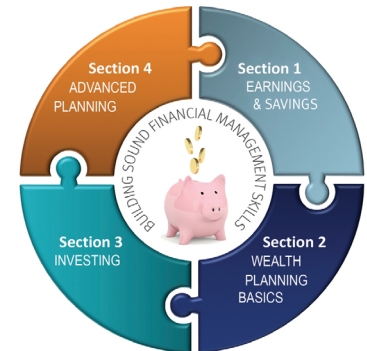 Section 1
EARNINGS
& SAVINGS
Section 2
WEALTH
PLANNING
BASICS
Section 3
INVESTING
Section 4
ADVANCED
PLANNING
BUILDING SOUND FINANCIAL MANAGEMENT SKILLS